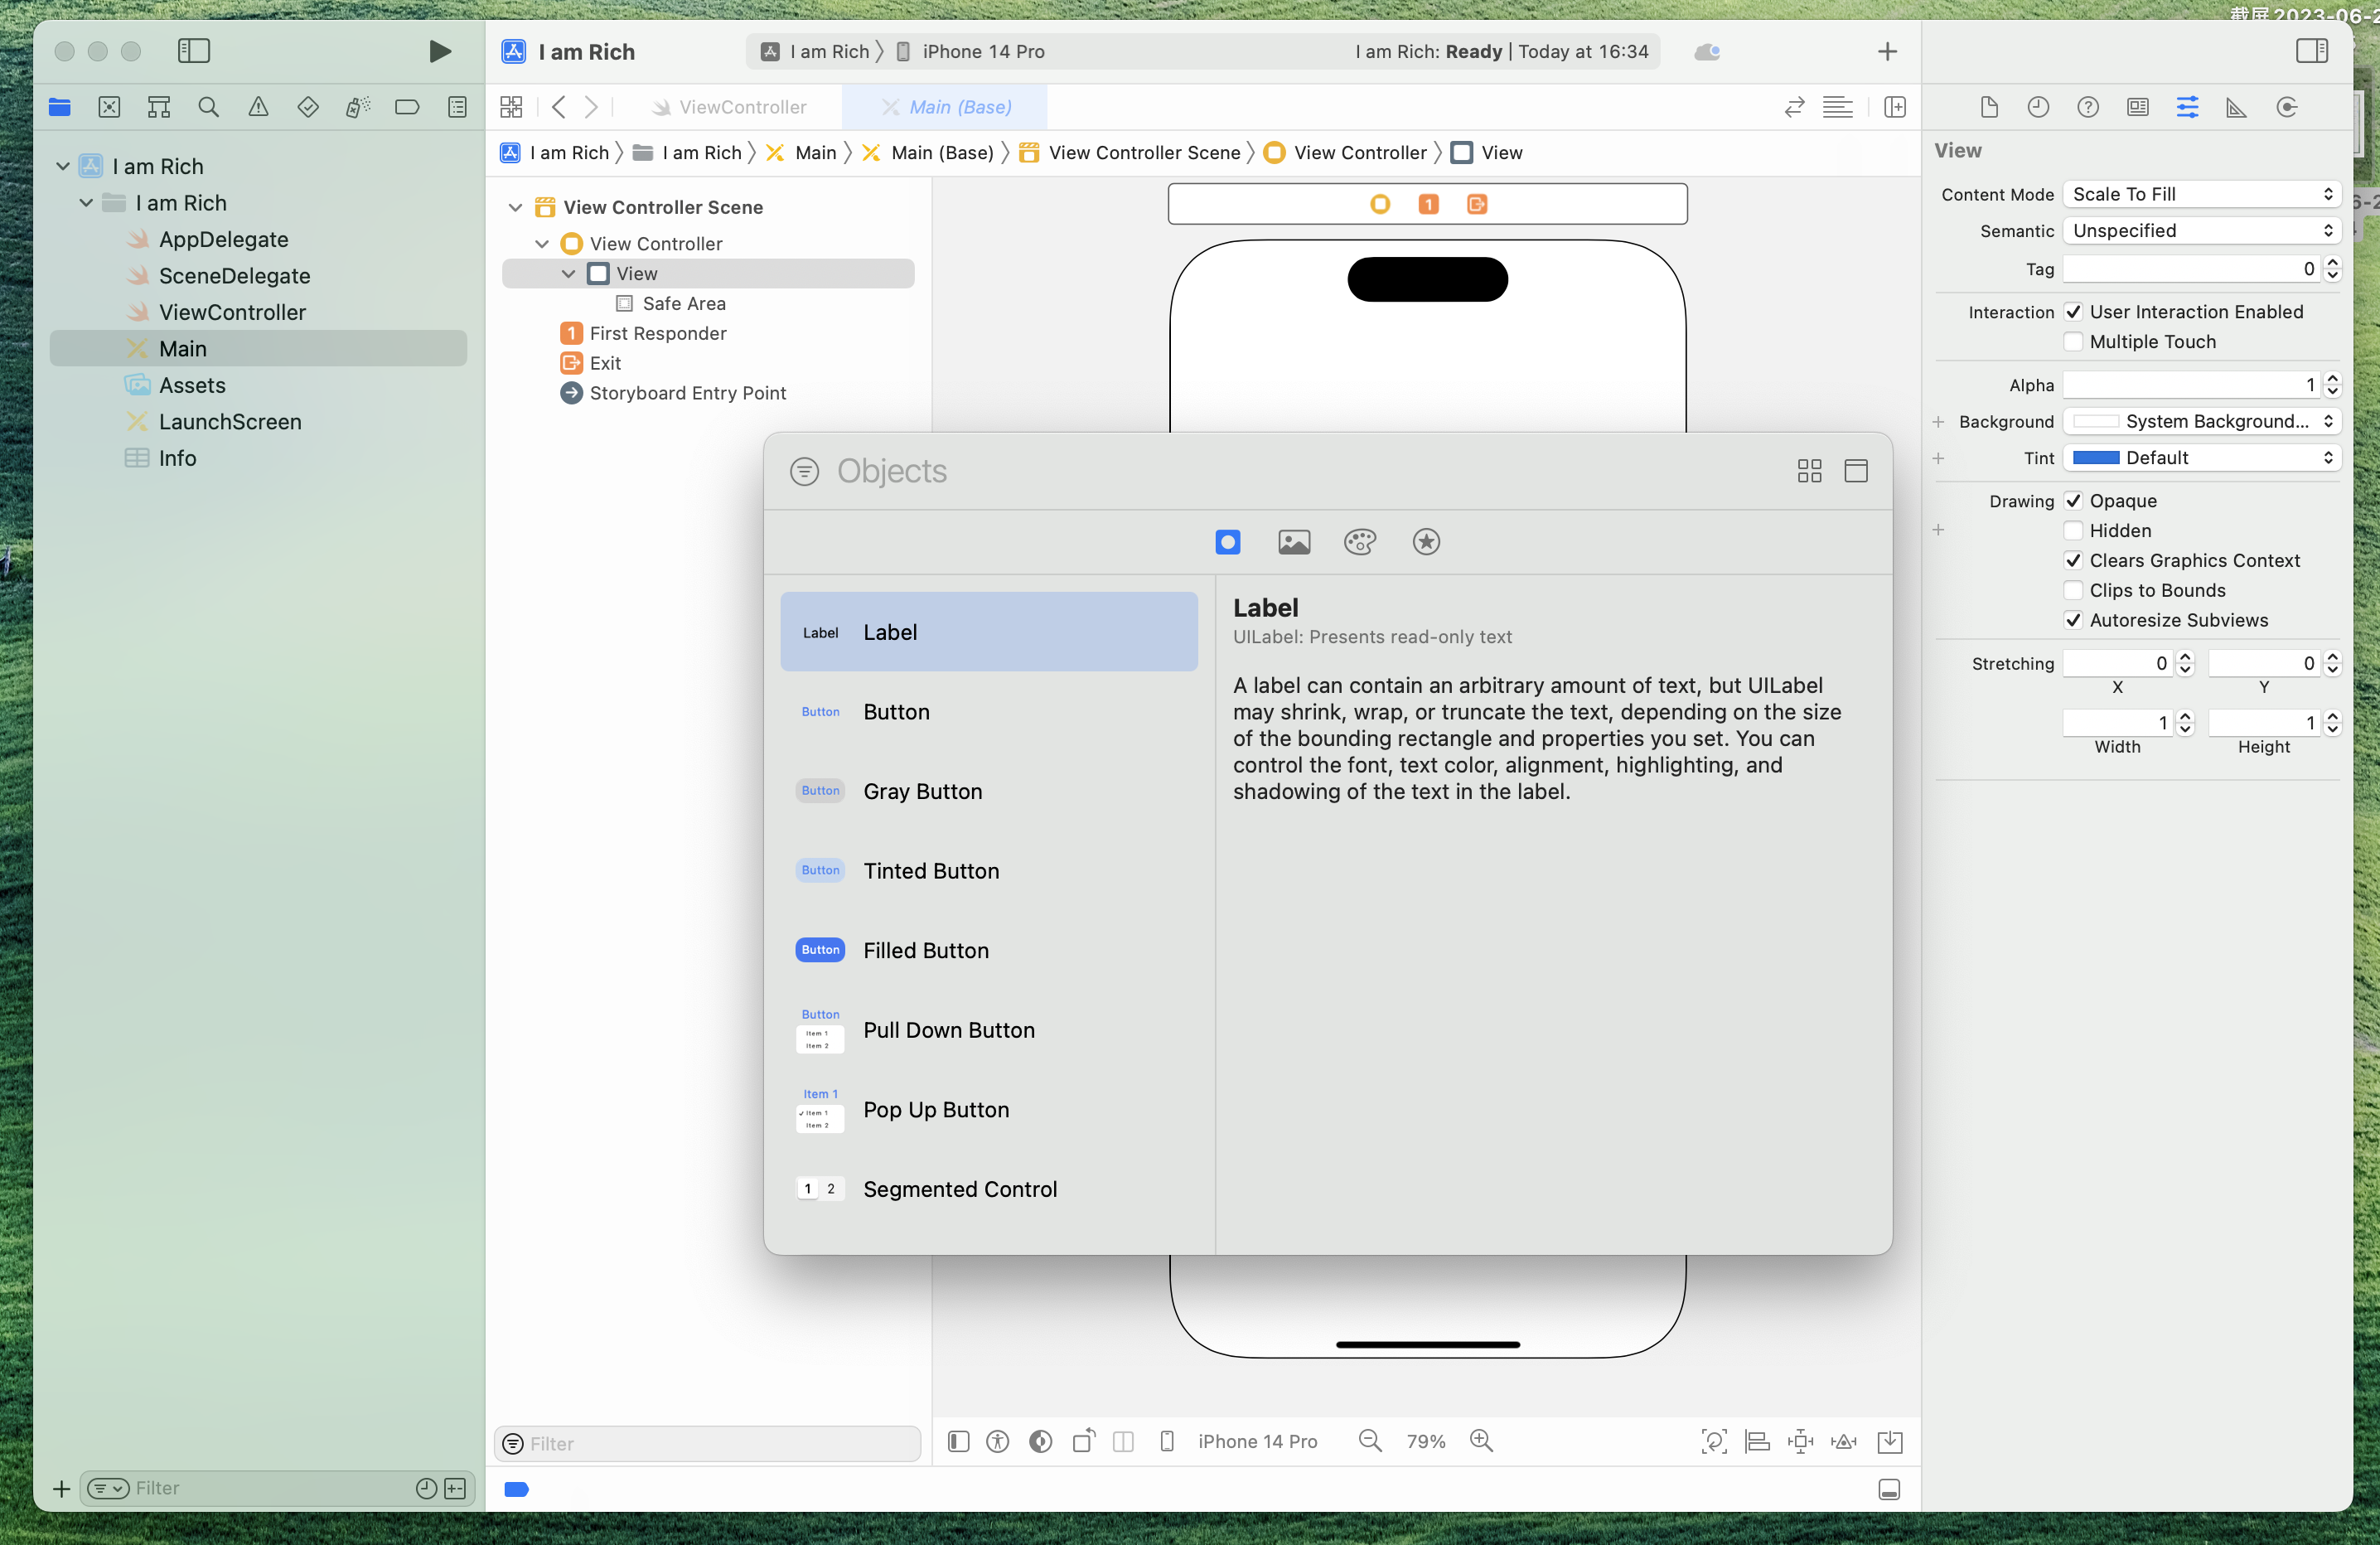 截屏2023-06-2
I am Rich
I am Rich
iPhone 14 Pro
I am Rich: Ready | Today at 16:34
ViewController
Main (Base)
I am Rich
I am Rich
Main
Main (Base)
View Controller Scene
View Controller
View
I am Rich
I am Rich
AppDelegate
SceneDelegate
ViewController
Main
Assets
LaunchScreen
Info
Filter
View Controller Scene
View Controller
View
Safe Area
1 First Responder
Exit
Storyboard Entry Point
Filter
1
Objects
Label Label
Button Button
Button Gray Button
Button Tinted Button
Button Filled Button
Button
Item 1
Item 2
Pull Down Button
Item 1
✓ Item 1
Item 2
Pop Up Button
1 2 Segmented Control
Label
UILabel: Presents read-only text
A label can contain an arbitrary amount of text, but UILabel
may shrink, wrap, or truncate the text, depending on the size
of the bounding rectangle and properties you set. You can
control the font, text color, alignment, highlighting, and
shadowing of the text in the label.
iPhone 14 Pro
79%
View
Content Mode Scale To Fill
Semantic Unspecified
Tag 0
Interaction User Interaction Enabled
Multiple Touch
Alpha 1
Background System Background...
Tint Default
Drawing Opaque
Hidden
Clears Graphics Context
Clips to Bounds
Autoresize Subviews
Stretching 0 0
X Y
1 1
Width Height